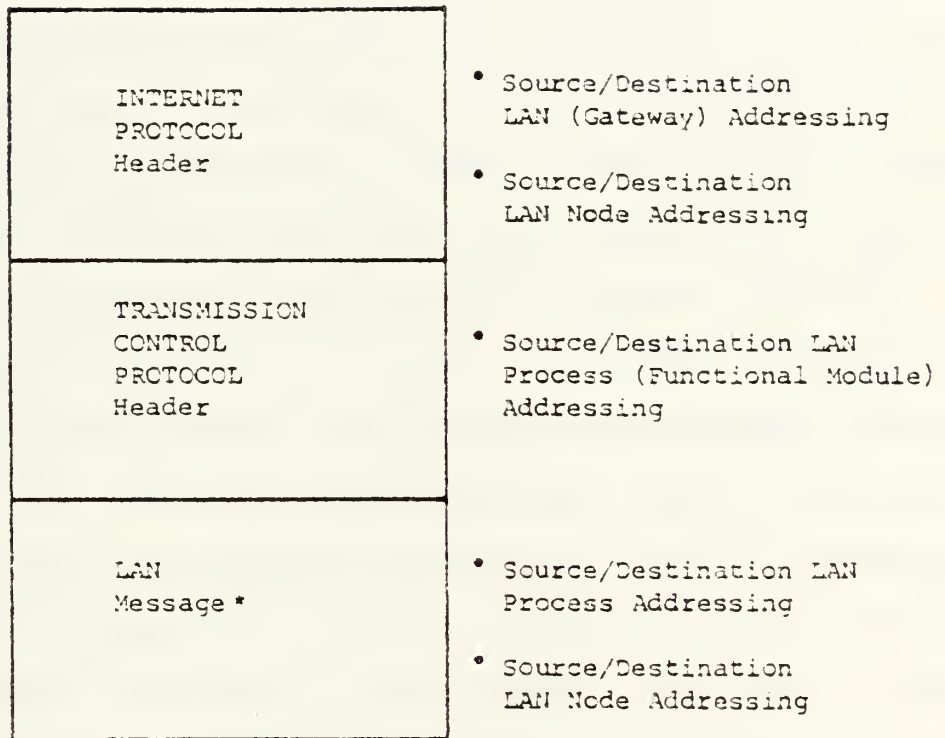 INTERNET
PROTOCOL
Header
• Source/Destination
LAN (Gateway) Addressing
• Source/Destination
LAN Node Addressing
TRANSMISSION
CONTROL
PROTOCOL
Header
• Source/Destination LAN
Process (Functional Module)
Addressing
LAN
Message *
• Source/Destination LAN
Process Addressing
• Source/Destination
LAN Node Addressing